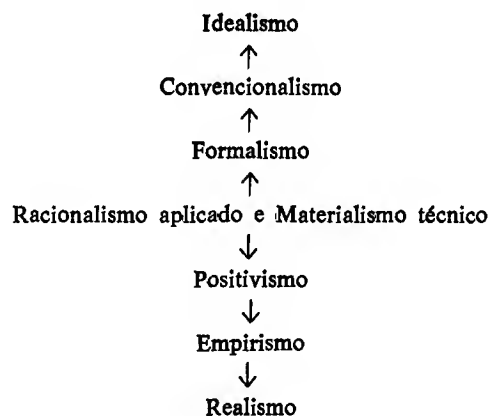 Idealismo
↑
Convencionalismo
↑
Formalismo
↑
Racionalismo aplicado e Materialismo técnico
↓
Positivismo
↓
Empirismo
↓
Realismo